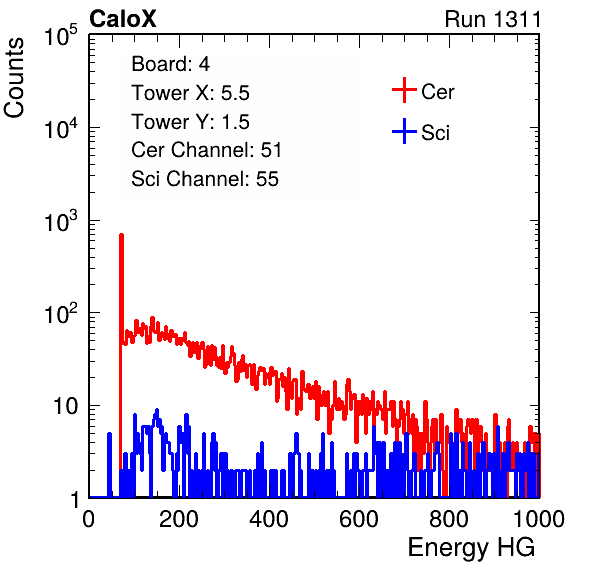 CaloX Run 1311
10^5
Counts
Board: 4
Tower X: 5.5
Tower Y: 1.5
Cer Channel: 51
Sci Channel: 55
Cer
Sci
10^4
10^3
10^2
10
1
0 200 400 600 800 1000
Energy HG